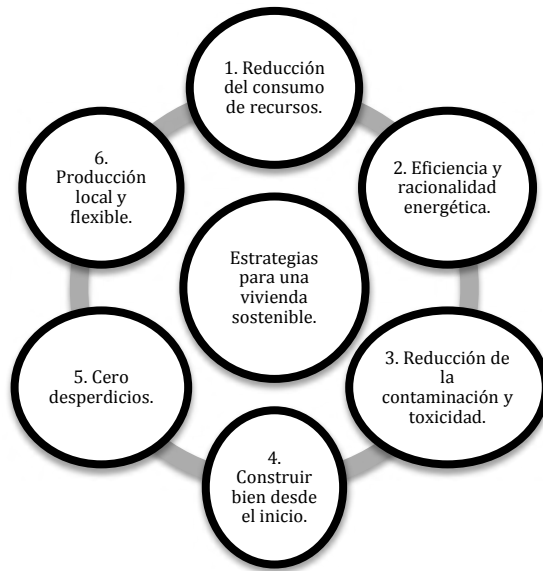 1. Reducción
del consumo
de recursos.
2. Eficiencia y
racionalidad
energética.
3. Reducción de
la
contaminación y
toxicidad.
4.
Construir
bien desde
el inicio.
5. Cero
desperdicios.
6.
Producción
local y
flexible.
Estrategias
para una
vivienda
sostenible.